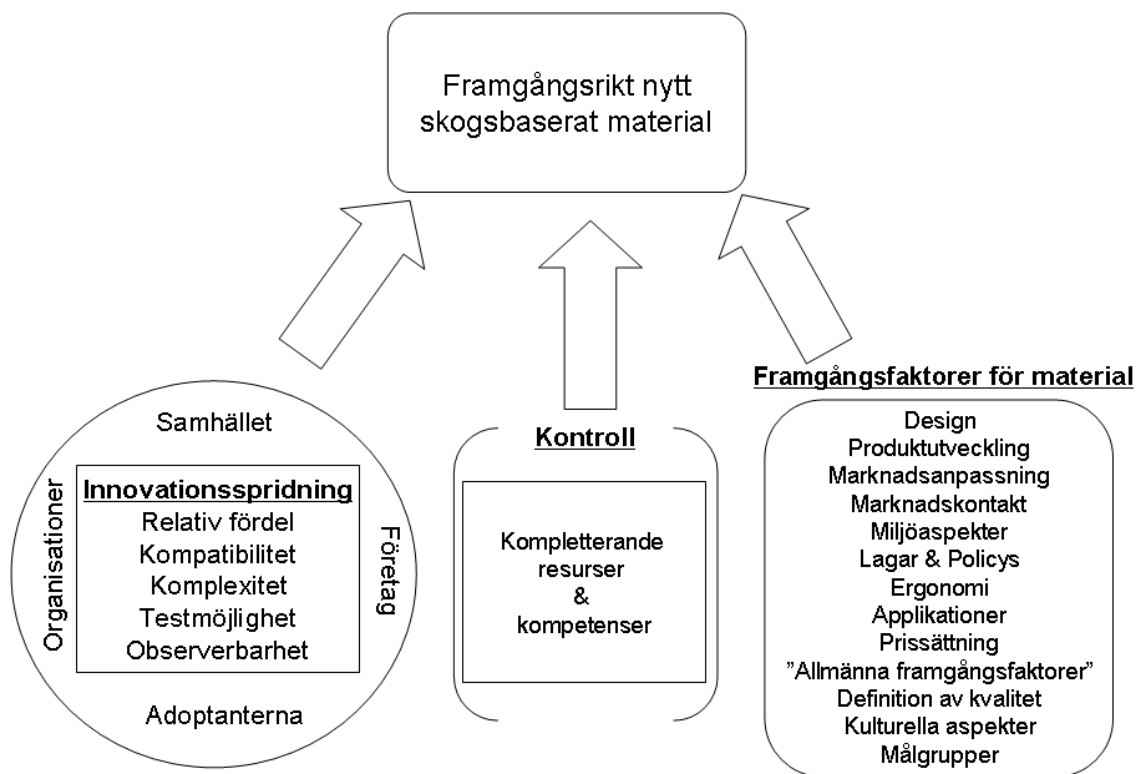 Framgångsrikt nytt
skogsbaserat material
Samhället
Organisationer
Innovationsspridning
Relativ fördel
Kompatibilitet
Komplexitet
Testmöjlighet
Observerbarhet
Företag
Adoptanterna
Kontroll
Kompletterande
resurser
&
kompetenser
Framgångsfaktorer för material
Design
Produktutveckling
Marknadsanpassning
Marknadskontakt
Miljöaspekter
Lagar & Policys
Ergonomi
Applikationer
Prissättning
”Allmänna framgångsfaktorer”
Definition av kvalitet
Kulturella aspekter
Målgrupper